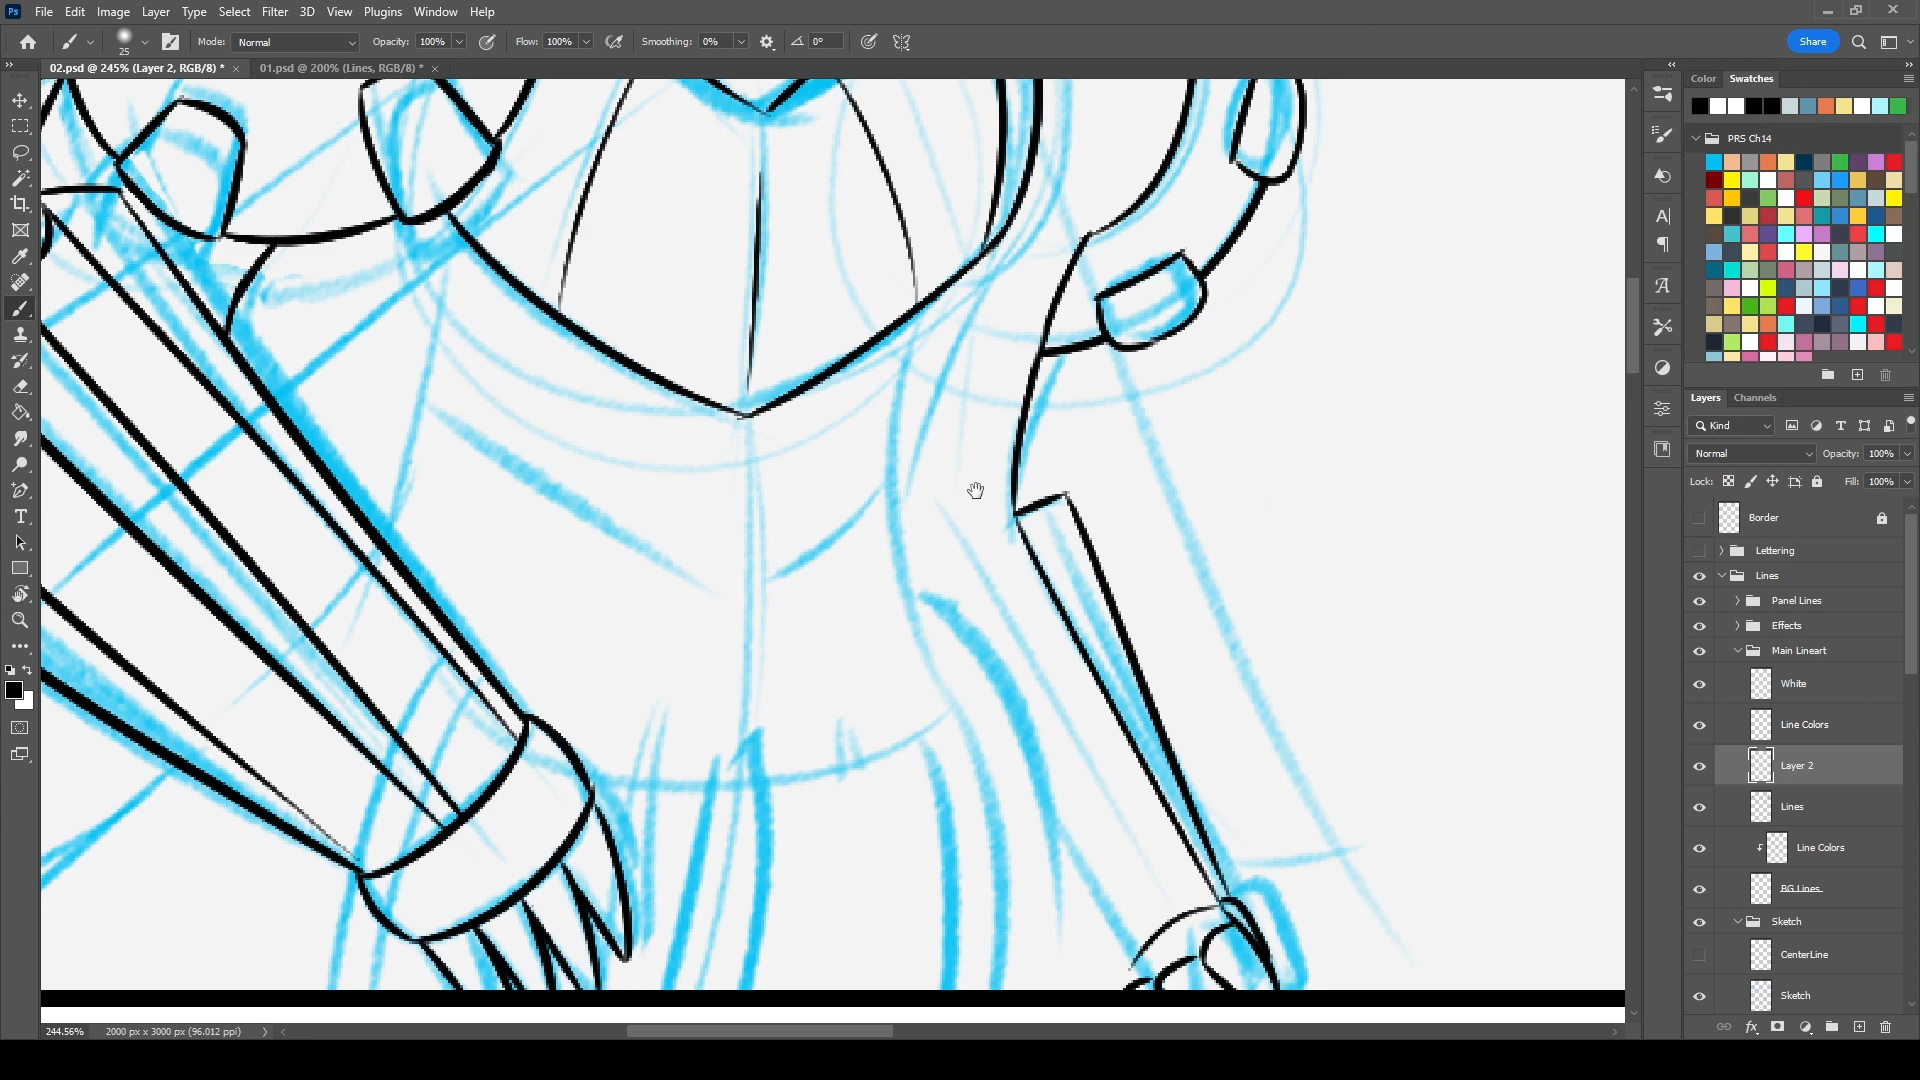 Ps File Edit Image Layer Type Select Filter 3D View Plugins Window Help
25 Mode: Normal Opacity: 100% Flow: 100% Smoothing: 0% 0° Share
02.psd @ 245% (Layer 2, RGB/8) * × 01.psd @ 200% (Lines, RGB/8) * ×
Color Swatches
PRS Ch14
Layers Channels
Kind
Normal Opacity: 100%
Lock: Fill: 100%
Border
Lettering
Lines
Panel Lines
Effects
Main Lineart
White
Line Colors
Layer 2
Lines
Line Colors
BG Lines
Sketch
CenterLine
Sketch
244.56% 2000 px x 3000 px (96.012 ppi)